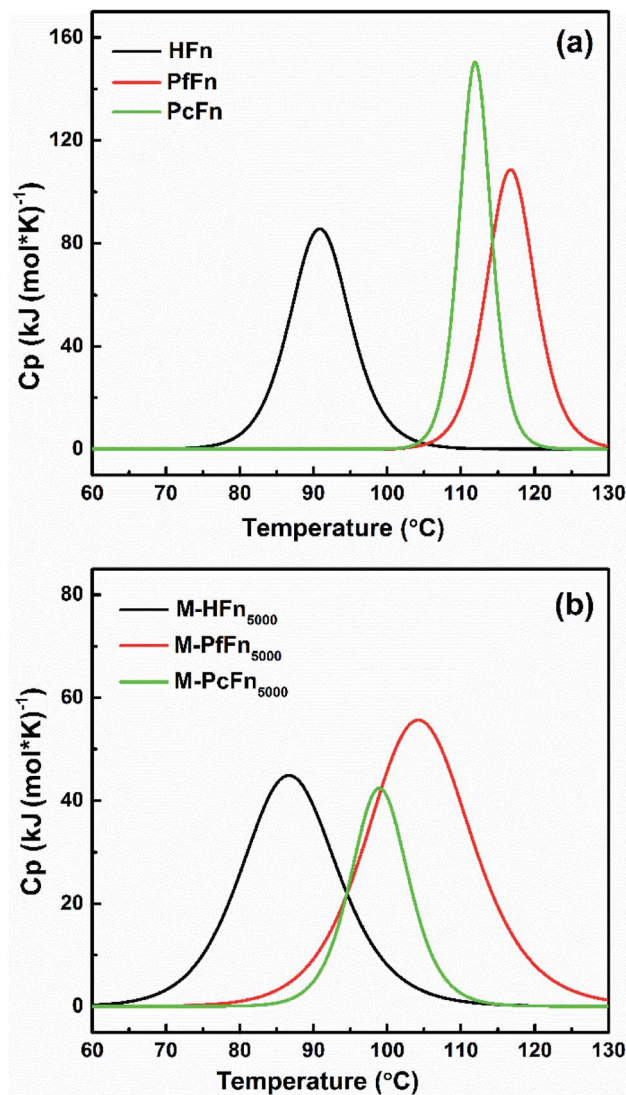 (a)
HFn
PfFn
PcFn
160
120
80
40
0
Cp (kJ (mol*K)⁻¹)
60 70 80 90 100 110 120 130
Temperature (°C)
(b)
M-HFn₅₀₀₀
M-PfFn₅₀₀₀
M-PcFn₅₀₀₀
80
60
40
20
0
Cp (kJ (mol*K)⁻¹)
60 70 80 90 100 110 120 130
Temperature (°C)